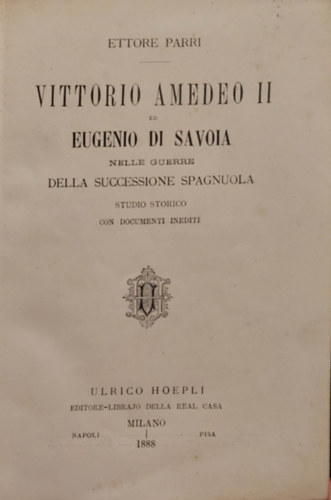 ETTORE PARRI
VITTORIO AMEDEO II
ED
EUGENIO DI SAVOIA
NELLE GUERRE
DELLA SUCCESSIONE SPAGNUOLA
STUDIO STORICO
CON DOCUMENTI INEDITI
ULRICO HOEPLI
EDITORE-LIBRAJO DELLA REAL CASA
MILANO
NAPOLI PISA
1888